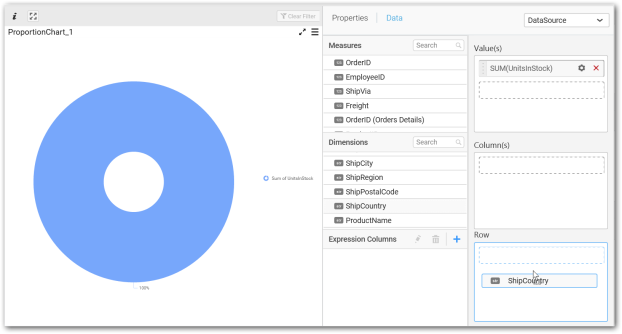 i
Clear Filter
ProportionChart_1
Sum of UnitsInStock
100%
Properties
Data
DataSource
Measures
Search
OrderID
EmployeeID
ShipVia
Freight
OrderID (Orders Details)
Dimensions
Search
ShipCity
ShipRegion
ShipPostalCode
ShipCountry
ProductName
Expression Columns
Value(s)
SUM(UnitsInStock)
Column(s)
Row
ShipCountry